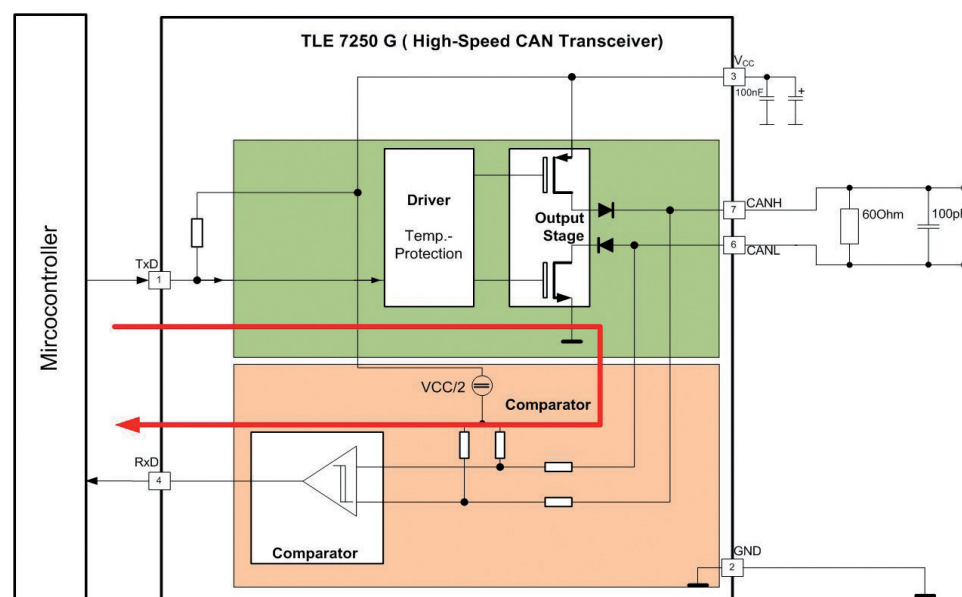 TLE 7250 G ( High-Speed CAN Transceiver)
VCC
3
100nF
+
Driver
Temp.-
Protection
Output
Stage
7
CANH
6
CANL
60Ohm
100pF
TxD
1
Mircocontroller
VCC/2
Comparator
RxD
4
Comparator
GND
2